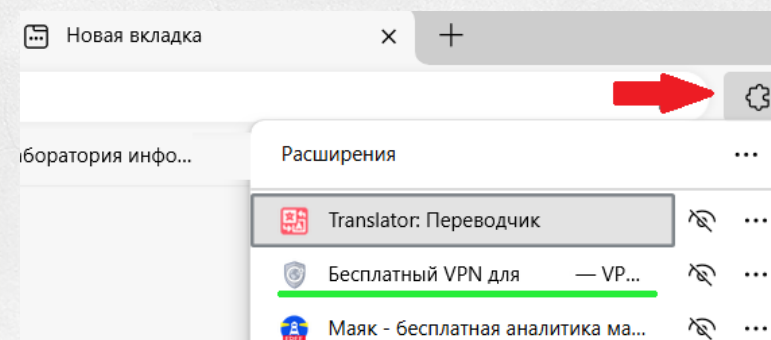 Новая вкладка
аборатория инфо...
Расширения
Translator: Переводчик
Бесплатный VPN для — VP...
Маяк - бесплатная аналитика ма...